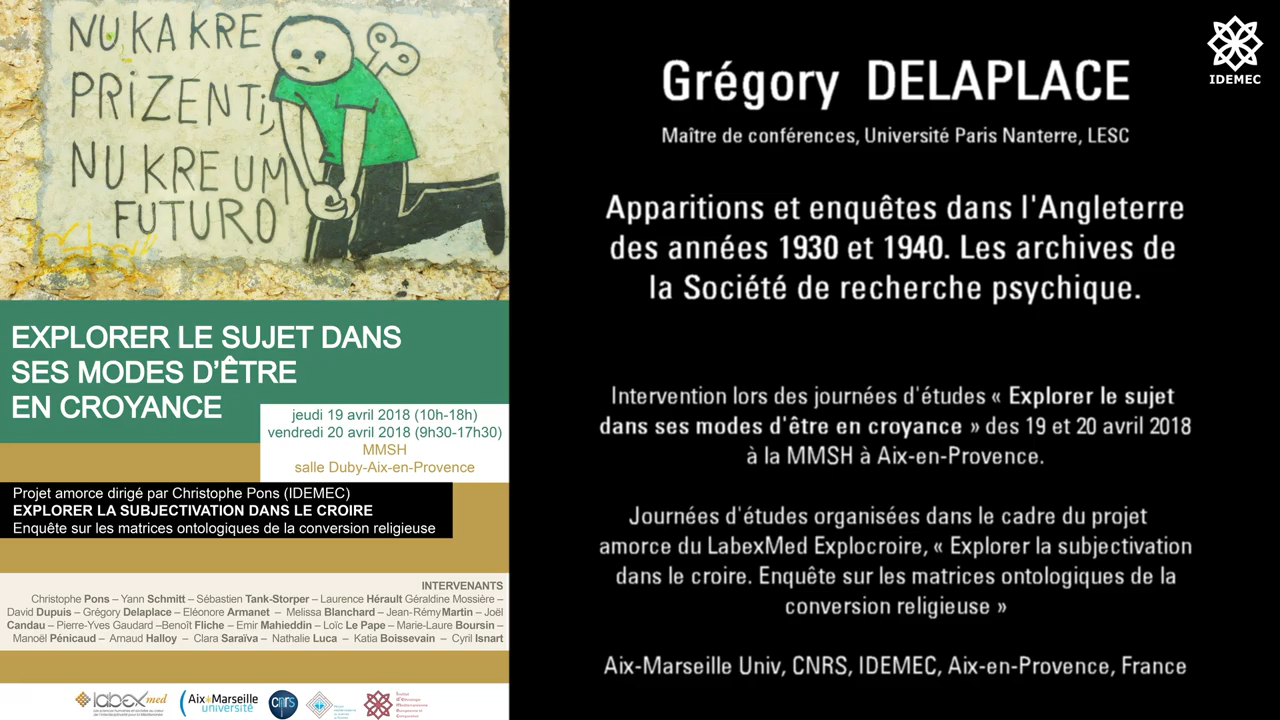 NU KA KRE
PRIZENTI,
NU KRE UM
FUTURO
EXPLORER LE SUJET DANS
SES MODES D'ÊTRE
EN CROYANCE
jeudi 19 avril 2018 (10h-18h)
vendredi 20 avril 2018 (9h30-17h30)
MMSH
salle Duby-Aix-en-Provence
Projet amorce dirigé par Christophe Pons (IDEMEC)
EXPLORER LA SUBJECTIVATION DANS LE CROIRE
Enquête sur les matrices ontologiques de la conversion religieuse
INTERVENANTS
Christophe Pons – Yann Schmitt – Sébastien Tank-Storper – Laurence Hérault Géraldine Mossière –
David Dupuis – Grégory Delaplace – Eléonore Armanet – Melissa Blanchard – Jean-Rémy Martin – Joël
Candau – Pierre-Yves Gaudard –Benoît Fliche – Emir Mahieddin – Loïc Le Pape – Marie-Laure Boursin –
Manoël Pénicaud – Arnaud Halloy – Clara Saraïva – Nathalie Luca – Katia Boissevain – Cyril Isnart
labex med
Aix Marseille
université
cnrs
IDEMEC
Grégory DELAPLACE
Maître de conférences, Université Paris Nanterre, LESC
Apparitions et enquêtes dans l'Angleterre
des années 1930 et 1940. Les archives de
la Société de recherche psychique.
Intervention lors des journées d'études « Explorer le sujet
dans ses modes d'être en croyance » des 19 et 20 avril 2018
à la MMSH à Aix-en-Provence.
Journées d'études organisées dans le cadre du projet
amorce du LabexMed Explocroire, « Explorer la subjectivation
dans le croire. Enquête sur les matrices ontologiques de la
conversion religieuse »
Aix-Marseille Univ, CNRS, IDEMEC, Aix-en-Provence, France